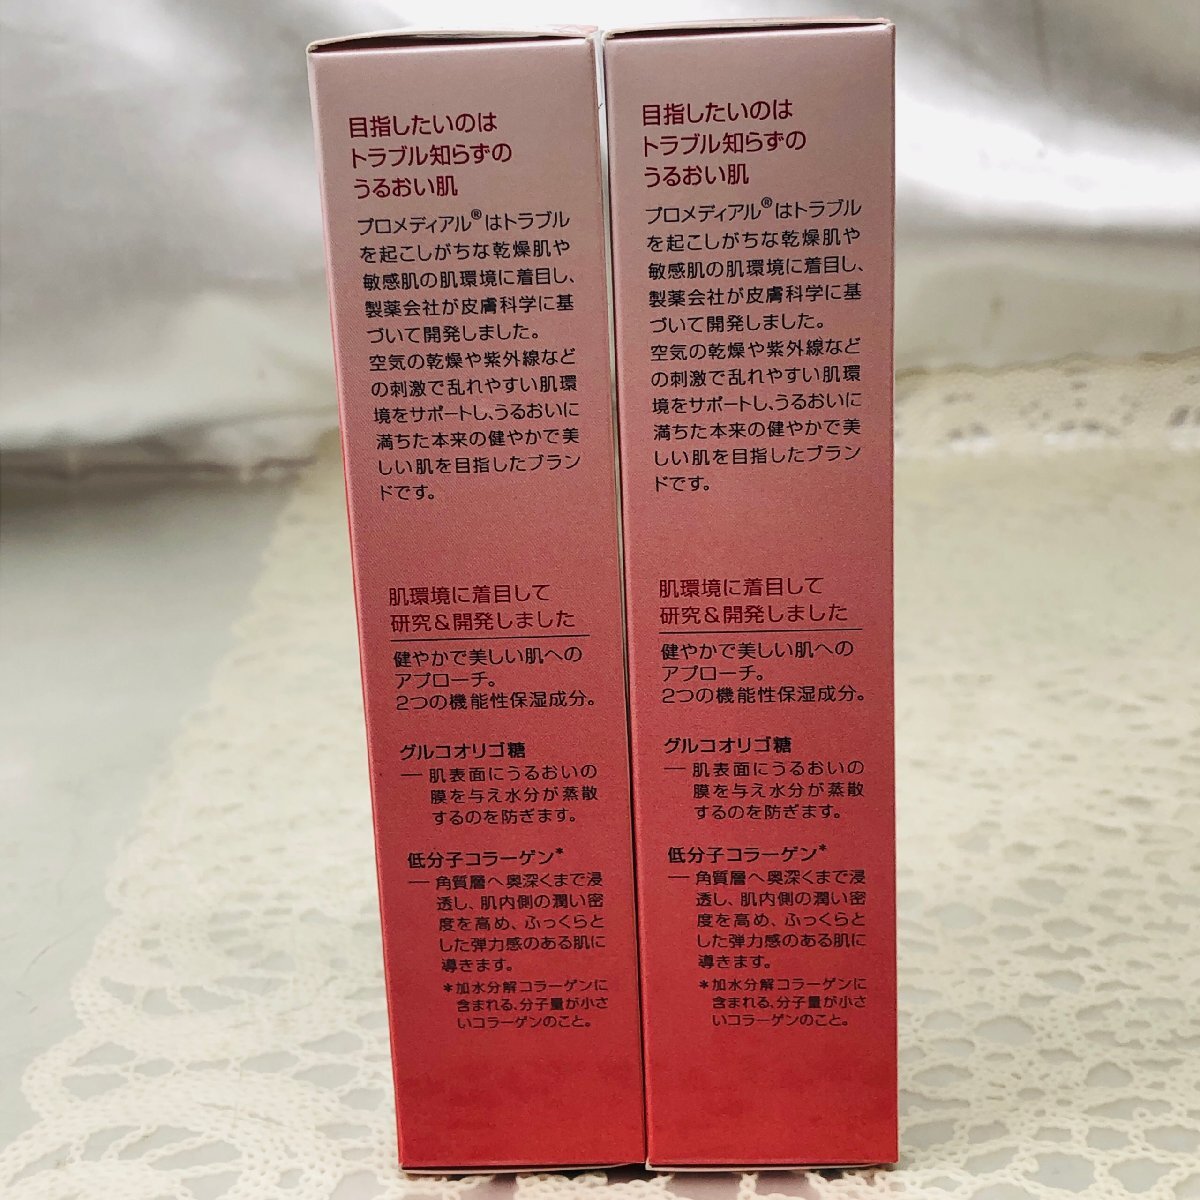 目指したいのは
トラブル知らずの
うるおい肌
プロメディアル®はトラブル
を起こしがちな乾燥肌や
敏感肌の肌環境に着目し、
製薬会社が皮膚科学に基
づいて開発しました。
空気の乾燥や紫外線など
の刺激で乱れやすい肌環
境をサポートし、うるおいに
満ちた本来の健やかで美
しい肌を目指したブラン
ドです。
肌環境に着目して
研究&開発しました
健やかで美しい肌への
アプローチ。
2つの機能性保湿成分。
グルコオリゴ糖
― 肌表面にうるおいの
膜を与え水分が蒸散
するのを防ぎます。
低分子コラーゲン*
― 角質層へ奥深くまで浸
透し、肌内側の潤い密
度を高め、ふっくらと
した弾力感のある肌に
導きます。
*加水分解コラーゲンに
含まれる、分子量が小さ
いコラーゲンのこと。
目指したいのは
トラブル知らずの
うるおい肌
プロメディアル®はトラブル
を起こしがちな乾燥肌や
敏感肌の肌環境に着目し、
製薬会社が皮膚科学に基
づいて開発しました。
空気の乾燥や紫外線など
の刺激で乱れやすい肌環
境をサポートし、うるおいに
満ちた本来の健やかで美
しい肌を目指したブラン
ドです。
肌環境に着目して
研究&開発しました
健やかで美しい肌への
アプローチ。
2つの機能性保湿成分。
グルコオリゴ糖
― 肌表面にうるおいの
膜を与え水分が蒸散
するのを防ぎます。
低分子コラーゲン*
― 角質層へ奥深くまで浸
透し、肌内側の潤い密
度を高め、ふっくらと
した弾力感のある肌に
導きます。
*加水分解コラーゲンに
含まれる、分子量が小さ
いコラーゲンのこと。